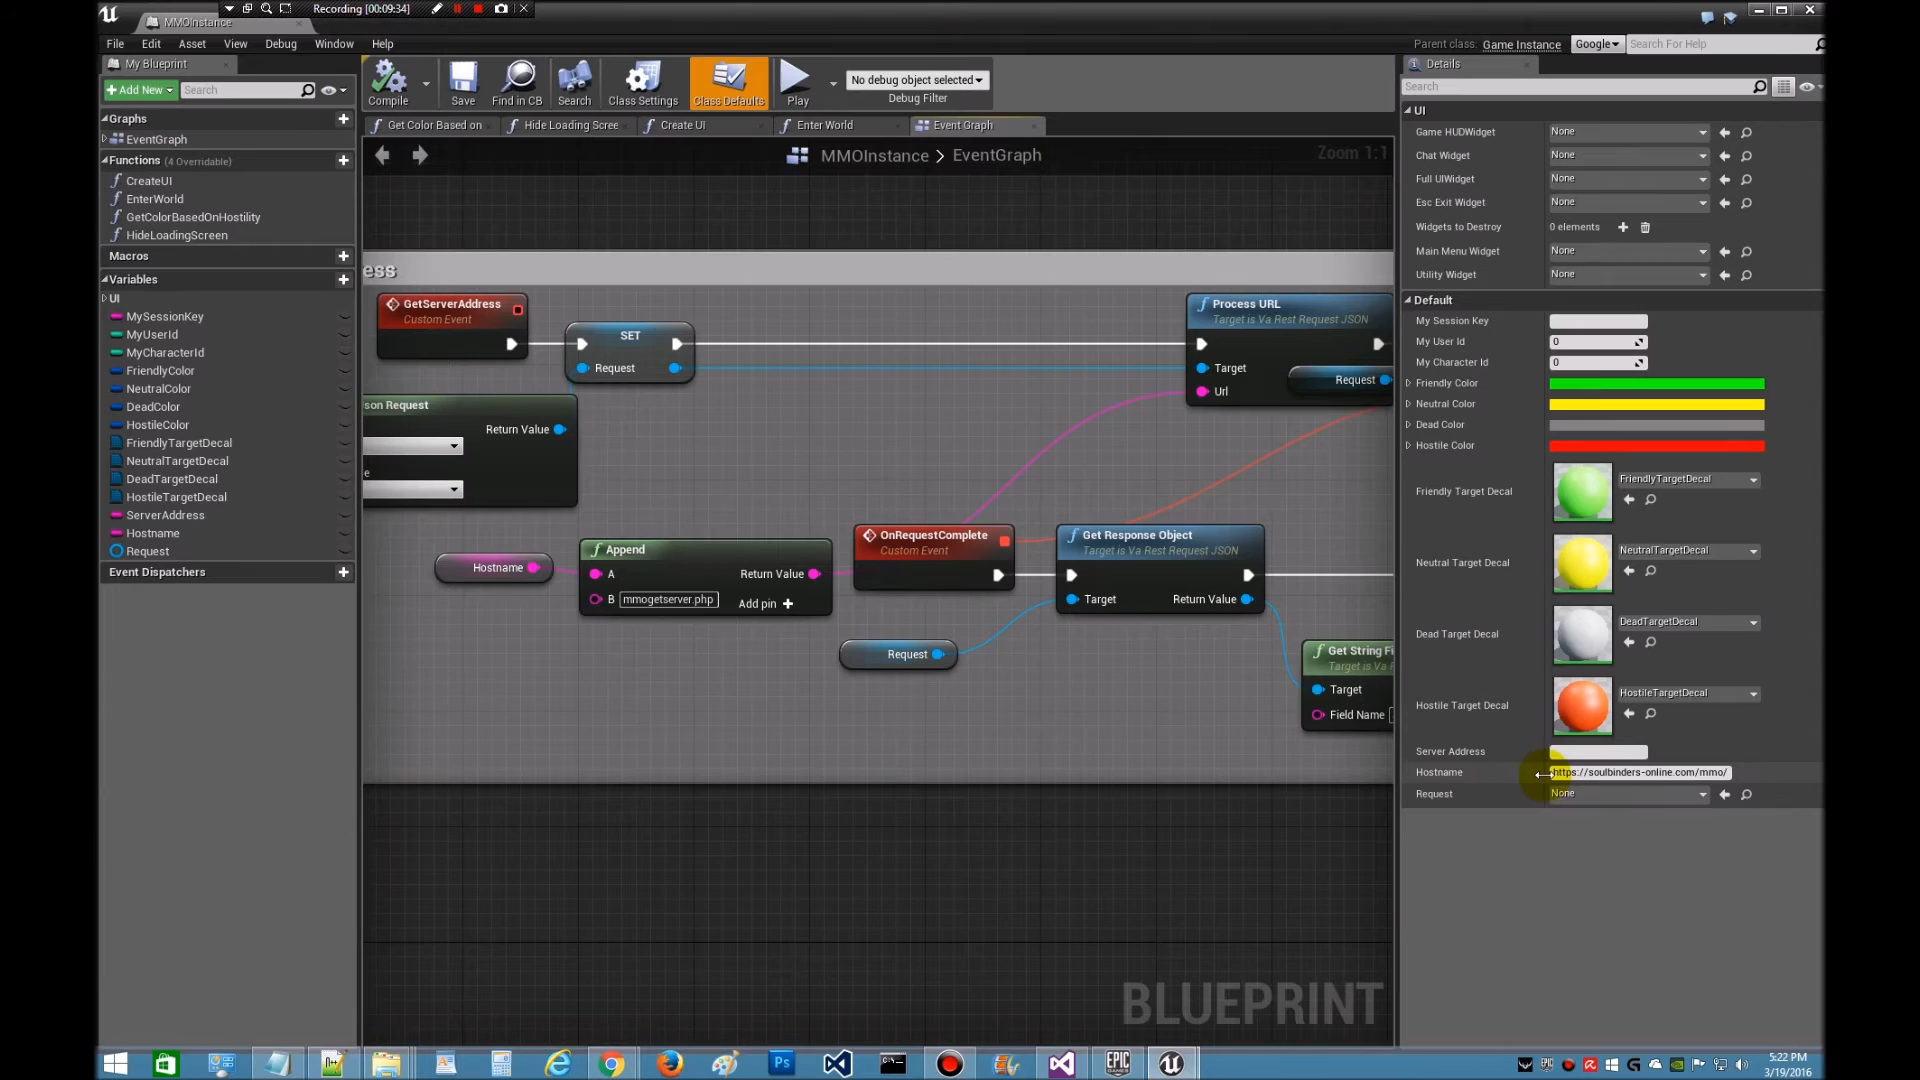 Recording [00:09:34]
MMOInstance
File Edit Asset View Debug Window Help
Parent class: Game Instance Google Search For Help
My Blueprint
Add New Search
Graphs
EventGraph
Functions (4 Overridable)
CreateUI
EnterWorld
GetColorBasedOnHostility
HideLoadingScreen
Macros
Variables
UI
MySessionKey
MyUserId
MyCharacterId
FriendlyColor
NeutralColor
DeadColor
HostileColor
FriendlyTargetDecal
NeutralTargetDecal
DeadTargetDecal
HostileTargetDecal
ServerAddress
Hostname
Request
Event Dispatchers
Compile Save Find in CB Search Class Settings Class Defaults Play
No debug object selected
Debug Filter
Get Color Based on Hide Loading Scree Create UI Enter World Event Graph
MMOInstance > EventGraph
Zoom 1:1
ess
GetServerAddress
Custom Event
SET
Request
Process URL
Target is Va Rest Request JSON
Target
Url
Request
son Request
Return Value
e
Hostname
Append
A
Return Value
B mmogetserver.php
Add pin
OnRequestComplete
Custom Event
Get Response Object
Target is Va Rest Request JSON
Target
Return Value
Request
Get String Fi
Target is Va F
Target
Field Name
BLUEPRINT
Details
Search
UI
Game HUDWidget None
Chat Widget None
Full UIWidget None
Esc Exit Widget None
Widgets to Destroy 0 elements
Main Menu Widget None
Utility Widget None
Default
My Session Key
My User Id 0
My Character Id 0
Friendly Color
Neutral Color
Dead Color
Hostile Color
Friendly Target Decal FriendlyTargetDecal
Neutral Target Decal NeutralTargetDecal
Dead Target Decal DeadTargetDecal
Hostile Target Decal HostileTargetDecal
Server Address
Hostname https://soulbinders-online.com/mmo/
Request None
Ps
EPIC GAMES
5:22 PM
3/19/2016